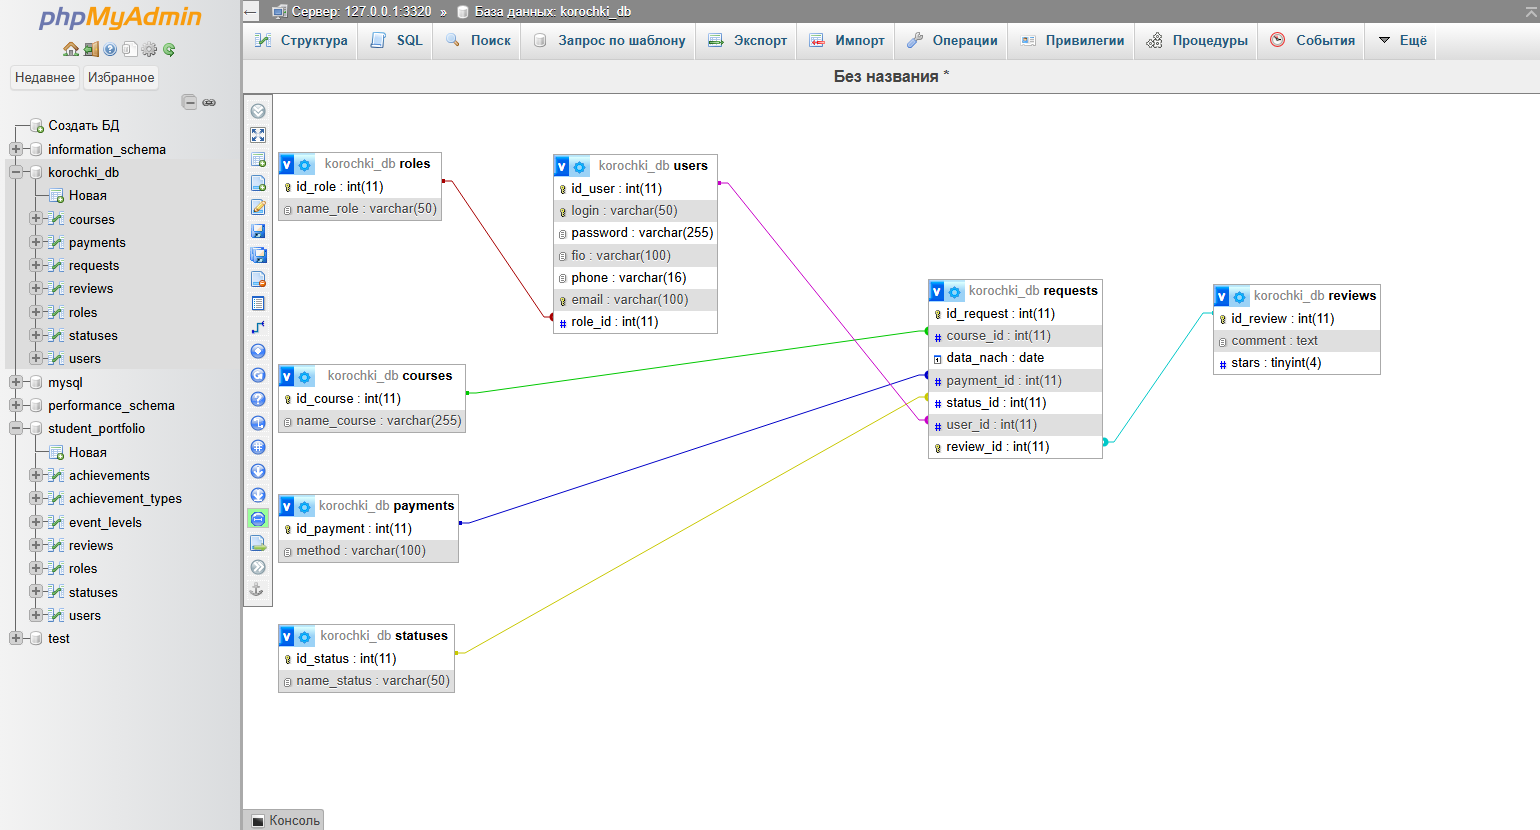 phpMyAdmin
Недавнее Избранное
Создать БД
information_schema
korochki_db
Новая
courses
payments
requests
reviews
roles
statuses
users
mysql
performance_schema
student_portfolio
Новая
achievements
achievement_types
event_levels
reviews
roles
statuses
users
test
Сервер: 127.0.0.1:3320 » База данных: korochki_db
Структура SQL Поиск Запрос по шаблону Экспорт Импорт Операции Привилегии Процедуры События Ещё
Без названия *
V korochki_db roles
id_role : int(11)
name_role : varchar(50)
V korochki_db users
id_user : int(11)
login : varchar(50)
password : varchar(255)
fio : varchar(100)
phone : varchar(16)
email : varchar(100)
# role_id : int(11)
V korochki_db courses
id_course : int(11)
name_course : varchar(255)
V korochki_db payments
id_payment : int(11)
method : varchar(100)
V korochki_db statuses
id_status : int(11)
name_status : varchar(50)
V korochki_db requests
id_request : int(11)
# course_id : int(11)
data_nach : date
# payment_id : int(11)
# status_id : int(11)
# user_id : int(11)
review_id : int(11)
V korochki_db reviews
id_review : int(11)
comment : text
# stars : tinyint(4)
Консоль